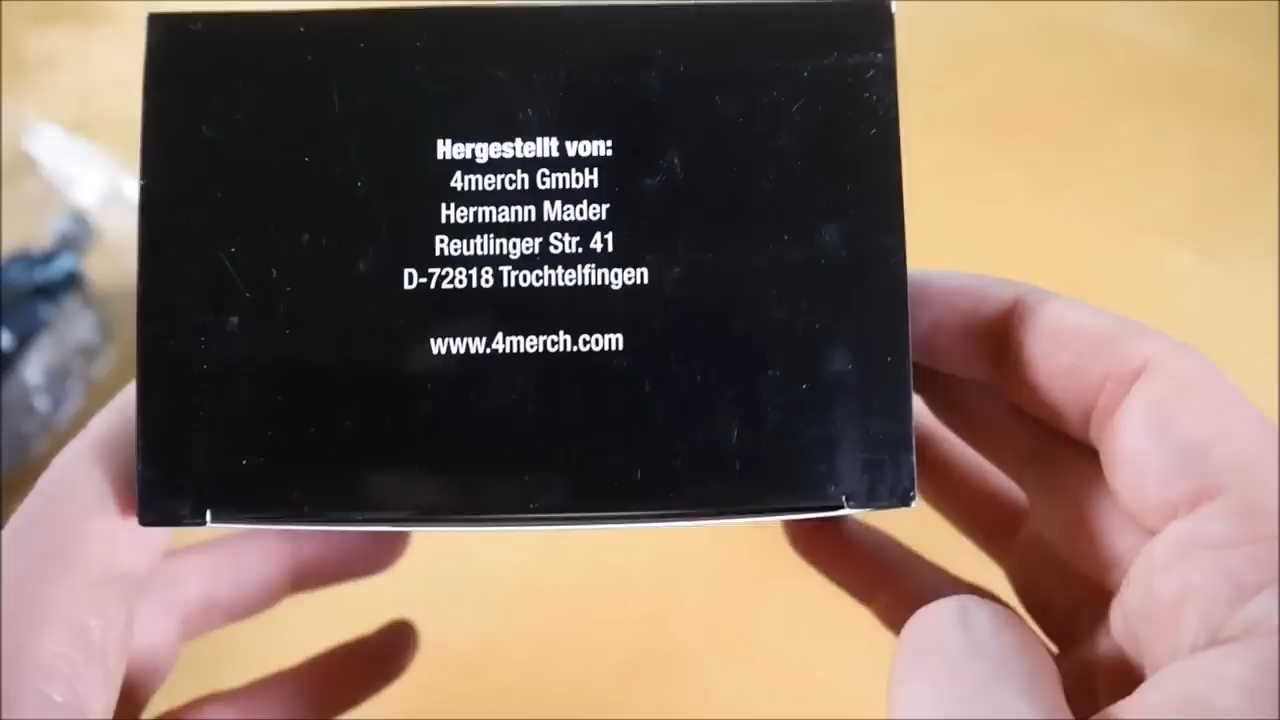 Hergestellt von:
4merch GmbH
Hermann Mader
Reutlinger Str. 41
D-72818 Trochtelfingen
www.4merch.com